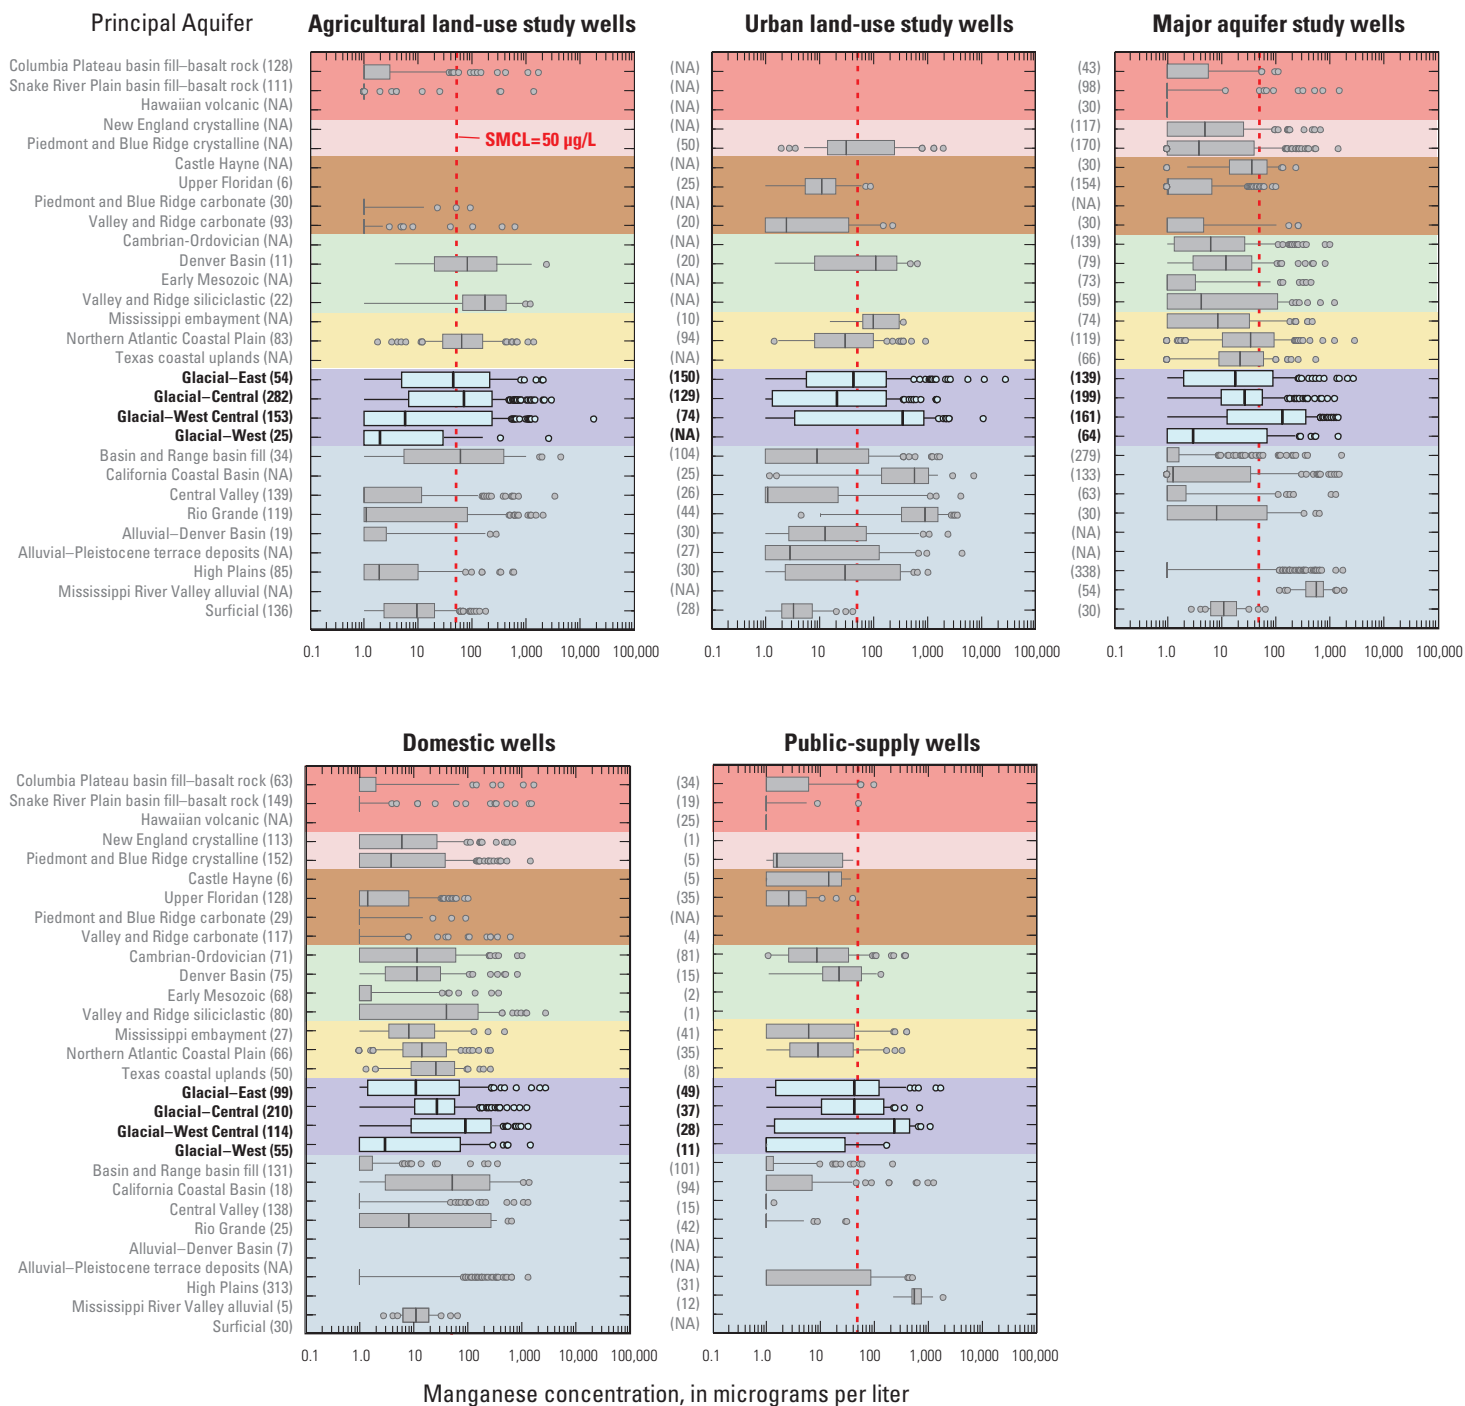 Principal Aquifer
Agricultural land-use study wells
Urban land-use study wells
Major aquifer study wells
Columbia Plateau basin fill–basalt rock (128)
Snake River Plain basin fill–basalt rock (111)
Hawaiian volcanic (NA)
New England crystalline (NA)
Piedmont and Blue Ridge crystalline (NA)
Castle Hayne (NA)
Upper Floridan (6)
Piedmont and Blue Ridge carbonate (30)
Valley and Ridge carbonate (93)
Cambrian-Ordovician (NA)
Denver Basin (11)
Early Mesozoic (NA)
Valley and Ridge siliciclastic (22)
Mississippi embayment (NA)
Northern Atlantic Coastal Plain (83)
Texas coastal uplands (NA)
Glacial–East (54)
Glacial–Central (282)
Glacial–West Central (153)
Glacial–West (25)
Basin and Range basin fill (34)
California Coastal Basin (NA)
Central Valley (139)
Rio Grande (119)
Alluvial–Denver Basin (19)
Alluvial–Pleistocene terrace deposits (NA)
High Plains (85)
Mississippi River Valley alluvial (NA)
Surficial (136)
SMCL=50 µg/L
0.1 1.0 10 100 1,000 10,000 100,000
(NA)
(NA)
(NA)
(NA)
(50)
(NA)
(25)
(NA)
(20)
(NA)
(20)
(NA)
(NA)
(10)
(94)
(NA)
(150)
(129)
(74)
(NA)
(104)
(25)
(26)
(44)
(30)
(27)
(30)
(NA)
(28)
0.1 1.0 10 100 1,000 10,000 100,000
(43)
(98)
(30)
(117)
(170)
(30)
(154)
(NA)
(30)
(139)
(79)
(73)
(59)
(74)
(119)
(66)
(139)
(199)
(161)
(64)
(279)
(133)
(63)
(30)
(NA)
(NA)
(338)
(54)
(30)
0.1 1.0 10 100 1,000 10,000 100,000
Domestic wells
Public-supply wells
Columbia Plateau basin fill–basalt rock (63)
Snake River Plain basin fill–basalt rock (149)
Hawaiian volcanic (NA)
New England crystalline (113)
Piedmont and Blue Ridge crystalline (152)
Castle Hayne (6)
Upper Floridan (128)
Piedmont and Blue Ridge carbonate (29)
Valley and Ridge carbonate (117)
Cambrian-Ordovician (71)
Denver Basin (75)
Early Mesozoic (68)
Valley and Ridge siliciclastic (80)
Mississippi embayment (27)
Northern Atlantic Coastal Plain (66)
Texas coastal uplands (50)
Glacial–East (99)
Glacial–Central (210)
Glacial–West Central (114)
Glacial–West (55)
Basin and Range basin fill (131)
California Coastal Basin (18)
Central Valley (138)
Rio Grande (25)
Alluvial–Denver Basin (7)
Alluvial–Pleistocene terrace deposits (NA)
High Plains (313)
Mississippi River Valley alluvial (5)
Surficial (30)
0.1 1.0 10 100 1,000 10,000 100,000
(34)
(19)
(25)
(1)
(5)
(5)
(35)
(NA)
(4)
(81)
(15)
(2)
(1)
(41)
(35)
(8)
(49)
(37)
(28)
(11)
(101)
(94)
(15)
(42)
(NA)
(NA)
(31)
(12)
(NA)
0.1 1.0 10 100 1,000 10,000 100,000
Manganese concentration, in micrograms per liter